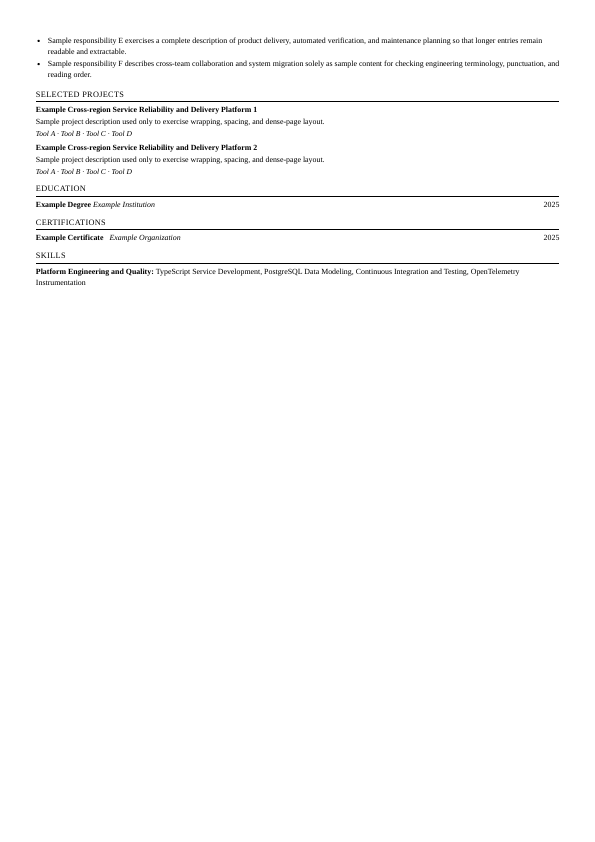 • Sample responsibility E exercises a complete description of product delivery, automated verification, and maintenance planning so that longer entries remain
readable and extractable.
• Sample responsibility F describes cross-team collaboration and system migration solely as sample content for checking engineering terminology, punctuation, and
reading order.
SELECTED PROJECTS
Example Cross-region Service Reliability and Delivery Platform 1
Sample project description used only to exercise wrapping, spacing, and dense-page layout.
Tool A · Tool B · Tool C · Tool D
Example Cross-region Service Reliability and Delivery Platform 2
Sample project description used only to exercise wrapping, spacing, and dense-page layout.
Tool A · Tool B · Tool C · Tool D
EDUCATION
Example Degree Example Institution 2025
CERTIFICATIONS
Example Certificate Example Organization 2025
SKILLS
Platform Engineering and Quality: TypeScript Service Development, PostgreSQL Data Modeling, Continuous Integration and Testing, OpenTelemetry
Instrumentation